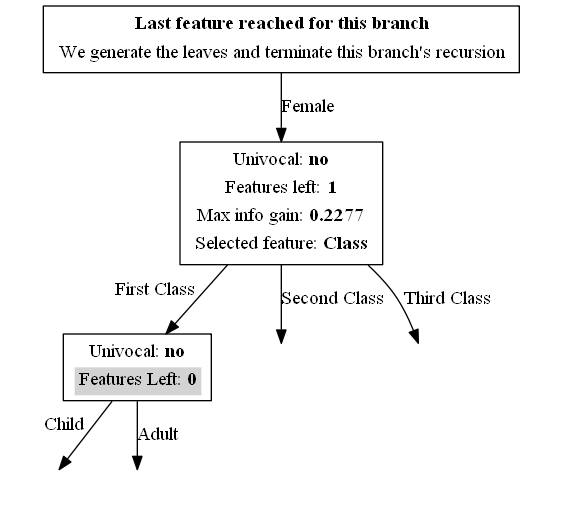 Last feature reached for this branch
We generate the leaves and terminate this branch's recursion
Female
Univocal: no
Features left: 1
Max info gain: 0.2277
Selected feature: Class
First Class
Second Class
Third Class
Univocal: no
Features Left: 0
Child
Adult